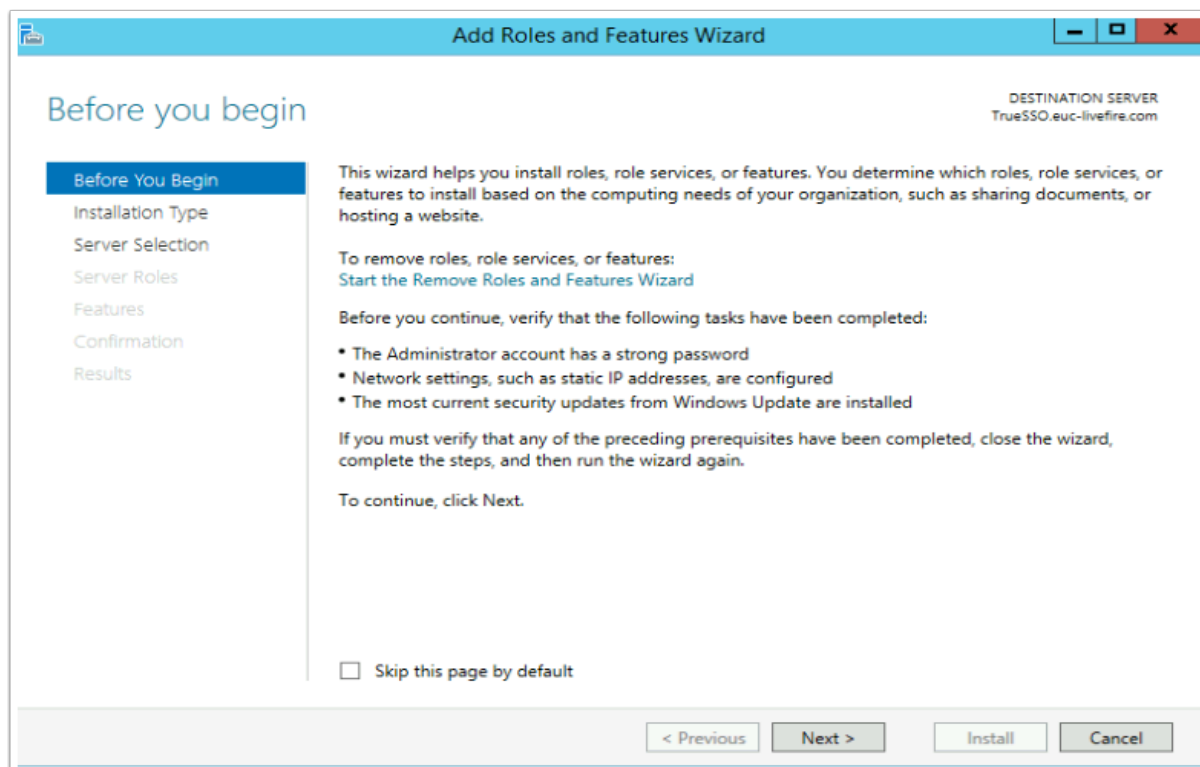 Add Roles and Features Wizard
Before you begin
DESTINATION SERVER
TrueSSO.euc-livefire.com
Before You Begin
Installation Type
Server Selection
Server Roles
Features
Confirmation
Results
This wizard helps you install roles, role services, or features. You determine which roles, role services, or
features to install based on the computing needs of your organization, such as sharing documents, or
hosting a website.
To remove roles, role services, or features:
Start the Remove Roles and Features Wizard
Before you continue, verify that the following tasks have been completed:
• The Administrator account has a strong password
• Network settings, such as static IP addresses, are configured
• The most current security updates from Windows Update are installed
If you must verify that any of the preceding prerequisites have been completed, close the wizard,
complete the steps, and then run the wizard again.
To continue, click Next.
Skip this page by default
< Previous
Next >
Install
Cancel